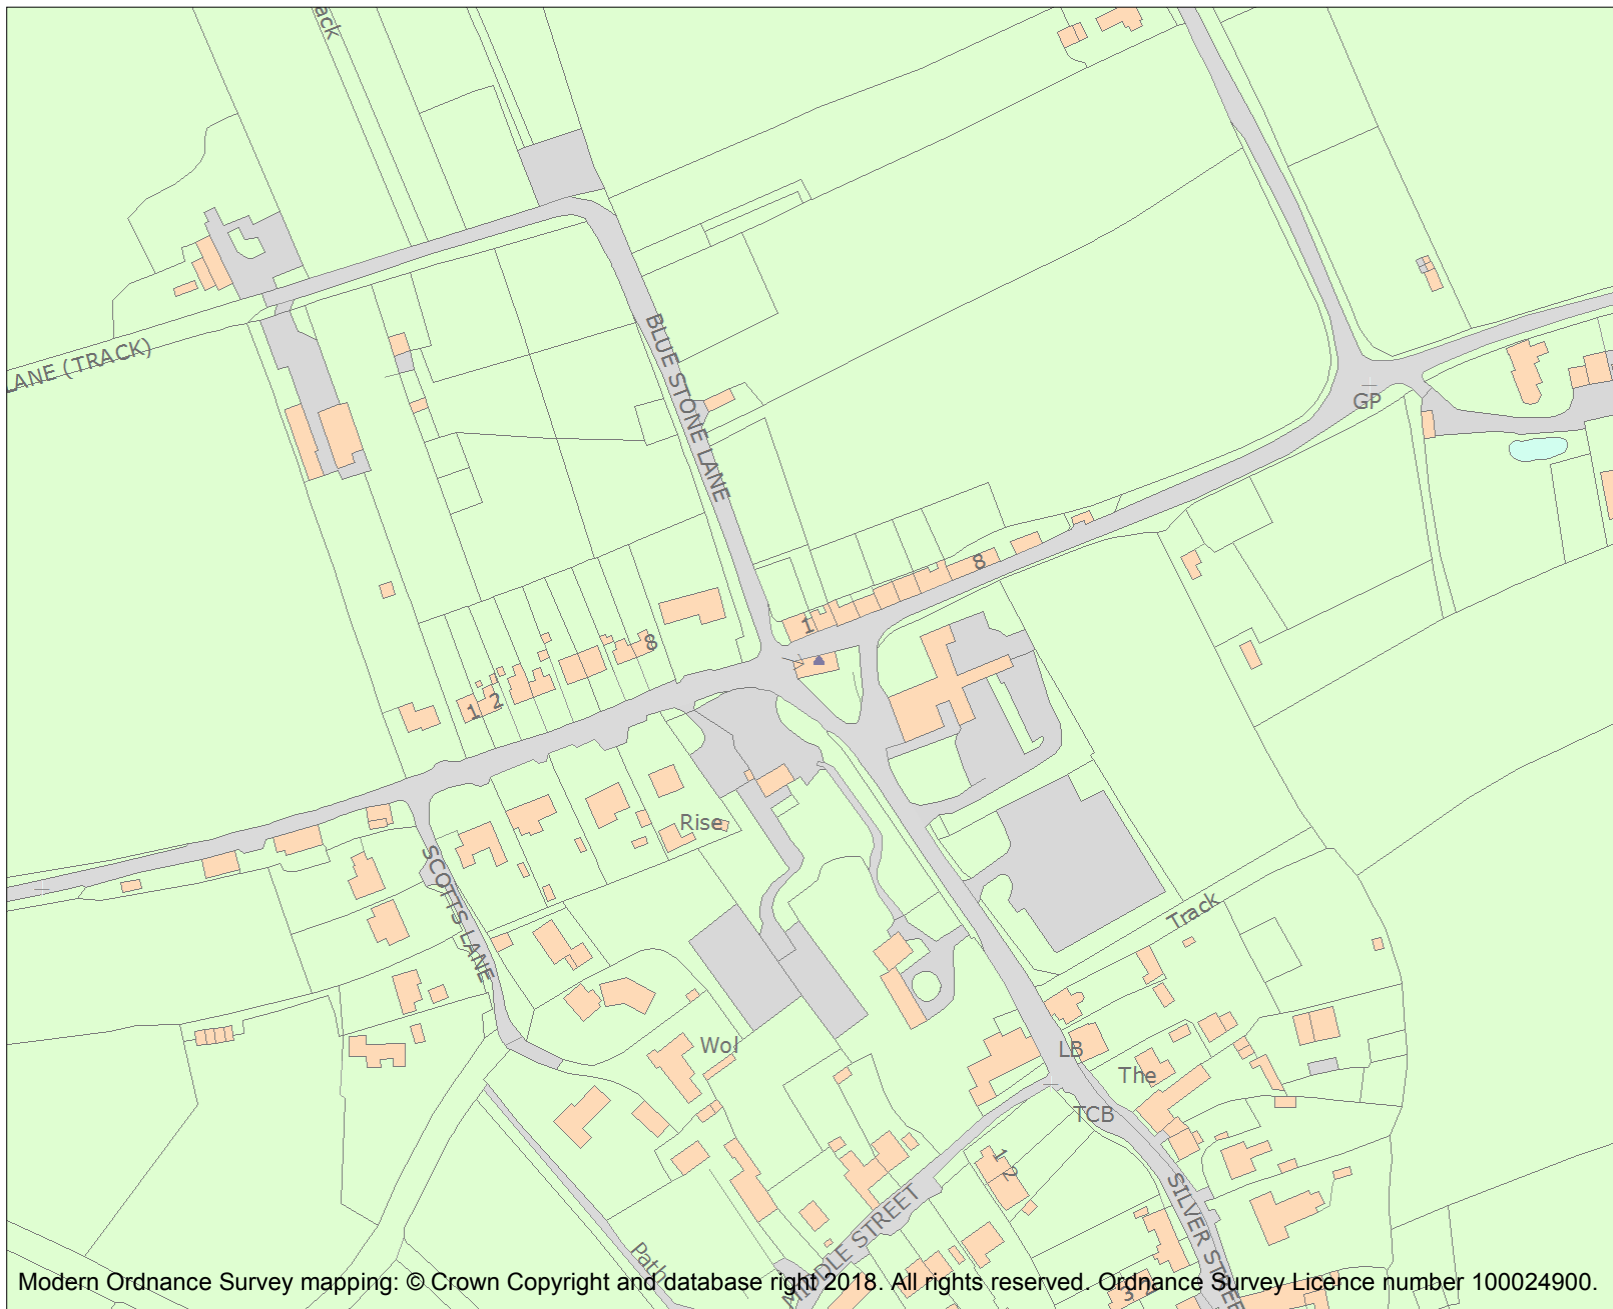 ack
LANE (TRACK)
BLUE STONE LANE
GP
8
1
8
1 2
Rise
SCOTTS LANE
Track
Wol
LB
The
TCB
1 2
SILVER STREE
MIDDLE STREET
Path
3
Modern Ordnance Survey mapping: © Crown Copyright and database right 2018. All rights reserved. Ordnance Survey Licence number 100024900.